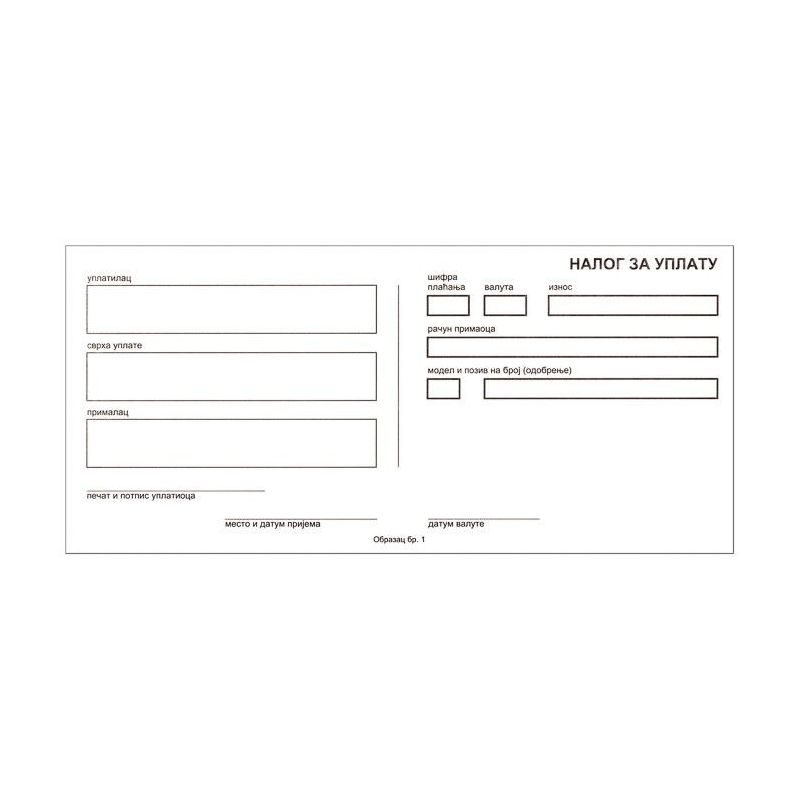 НАЛОГ ЗА УПЛАТУ
уплатилац
сврха уплате
прималац
печат и потпис уплатиоца
место и датум пријема
шифра
плаћања
валута
износ
рачун примаоца
модел и позив на број (одобрење)
датум валуте
Образац бр. 1